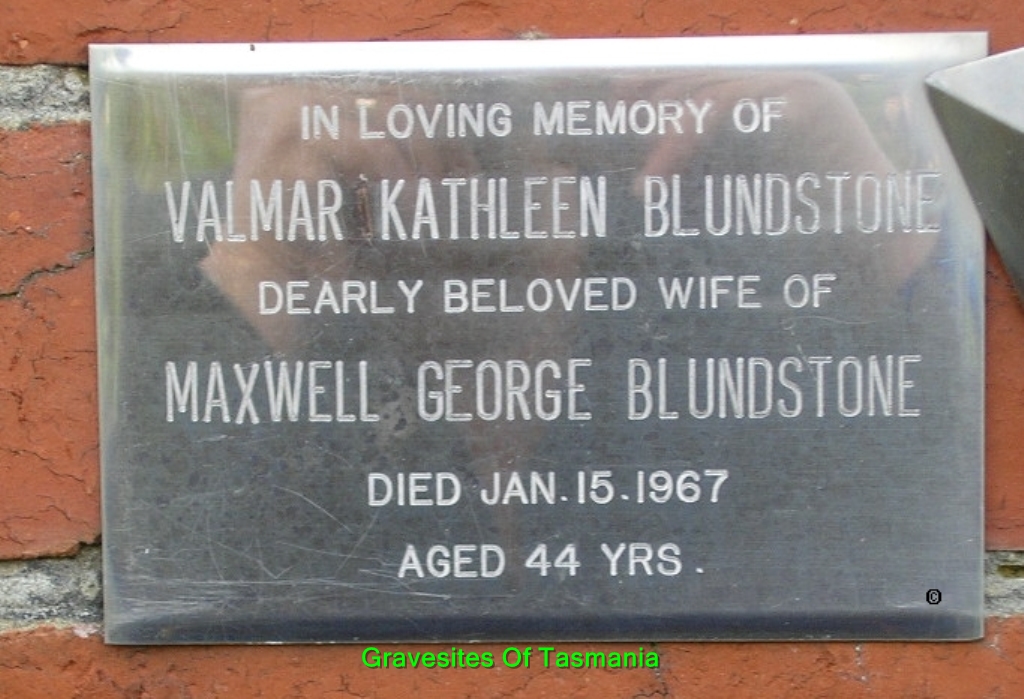 IN LOVING MEMORY OF
VALMAR KATHLEEN BLUNDSTONE
DEARLY BELOVED WIFE OF
MAXWELL GEORGE BLUNDSTONE
DIED JAN. 15. 1967
AGED 44 YRS.
©
Gravesites Of Tasmania